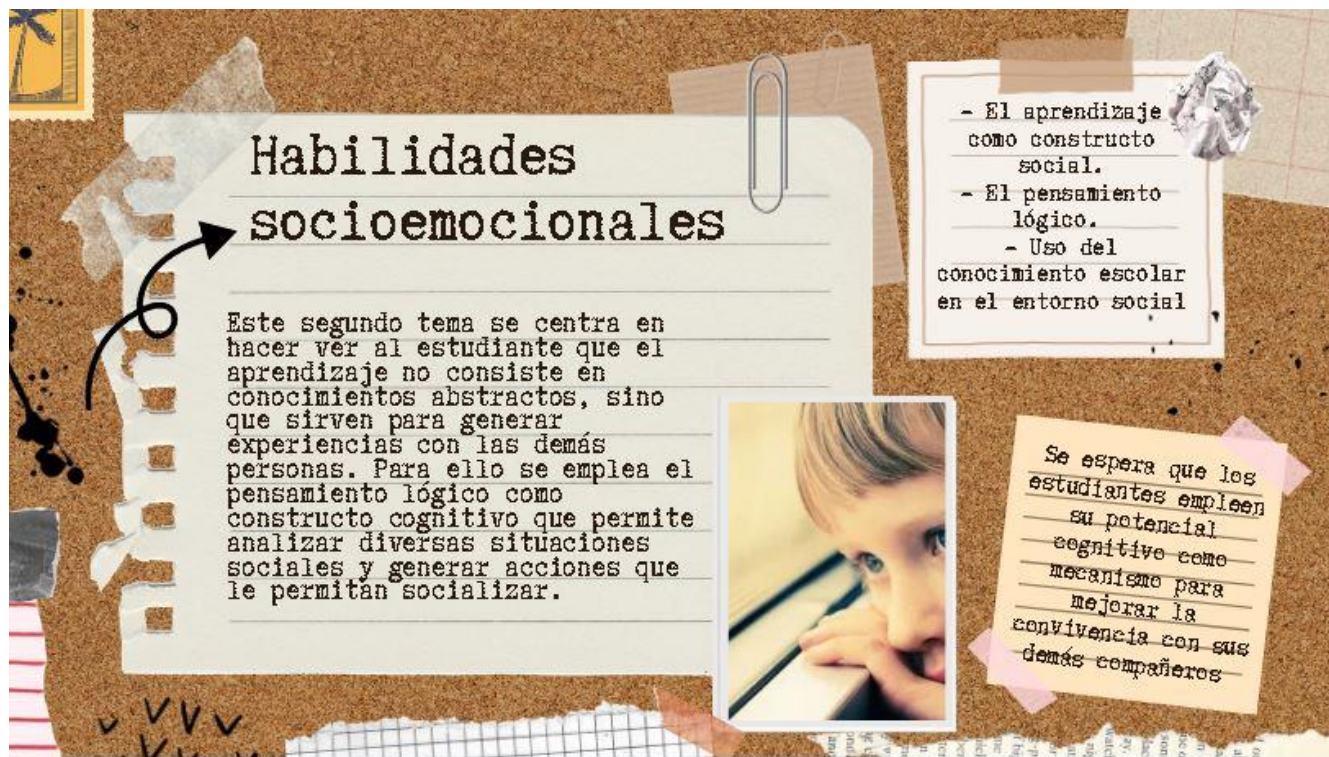 Habilidades
socioemocionales
Este segundo tema se centra en
hacer ver al estudiante que el
aprendizaje no consiste en
conocimientos abstractos, sino
que sirven para generar
experiencias con las demás
personas. Para ello se emplea el
pensamiento lógico como
constructo cognitivo que permite
analizar diversas situaciones
sociales y generar acciones que
le permitan socializar.
- El aprendizaje
como constructo
social.
- El pensamiento
lógico.
- Uso del
conocimiento escolar
en el entorno social
Se espera que los
estudiantes empleen
su potencial
cognitivo como
mecanismo para
mejorar la
convivencia con sus
demás compañeros